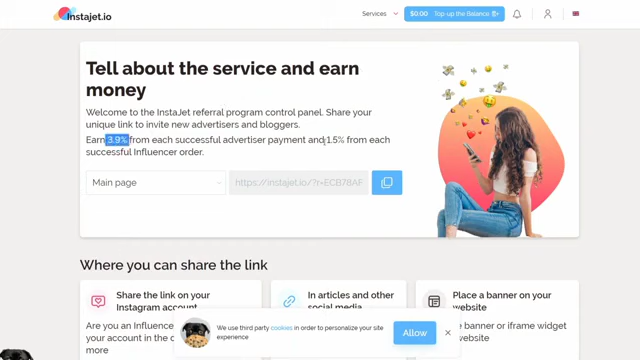 Instajet.io
Services
$0.00 Top-up the Balance
Tell about the service and earn
money
Welcome to the InstaJet referral program control panel. Share your
unique link to invite new advertisers and bloggers.
Earn 3.9% from each successful advertiser payment and 1.5% from each
successful Influencer order.
Main page
https://instajet.io/?r=ECB78AF
Where you can share the link
Share the link on your
Instagram account
In articles and other
social media
Place a banner on your
website
Are you an Influence
your account in the
more
e banner or iframe widget
website
We use third party cookies in order to personalize your site
experience
Allow